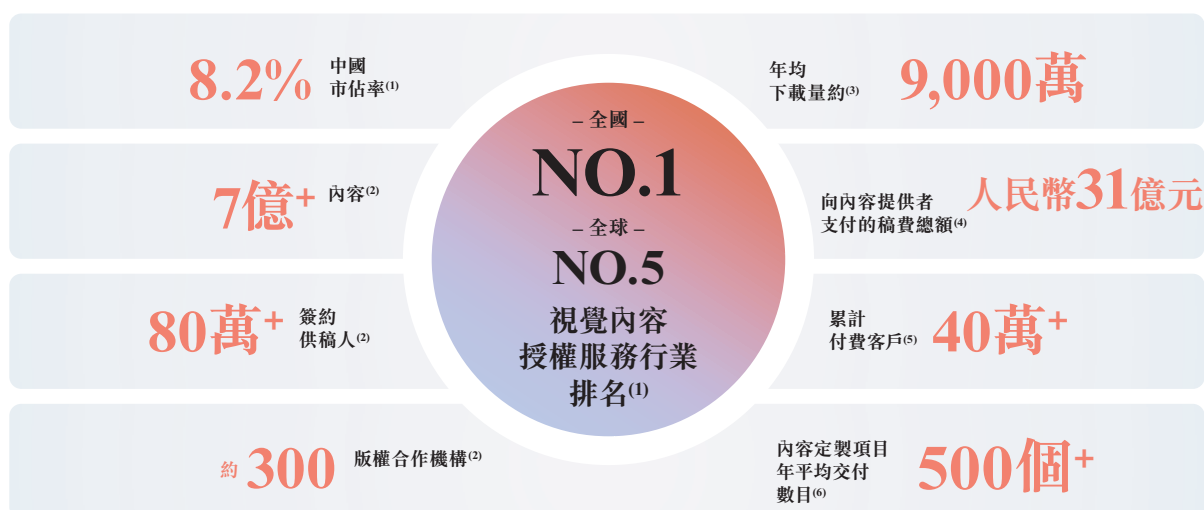 8.2% 中國
市佔率(1)
7億+ 內容(2)
80萬+ 簽約
供稿人(2)
約 300 版權合作機構(2)
– 全國 –
NO.1
– 全球 –
NO.5
視覺內容
授權服務行業
排名(1)
年均
下載量約(3) 9,000萬
向內容提供者
支付的稿費總額(4) 人民幣31億元
累計
付費客戶(5) 40萬+
內容定製項目
年平均交付
數目(6) 500個+